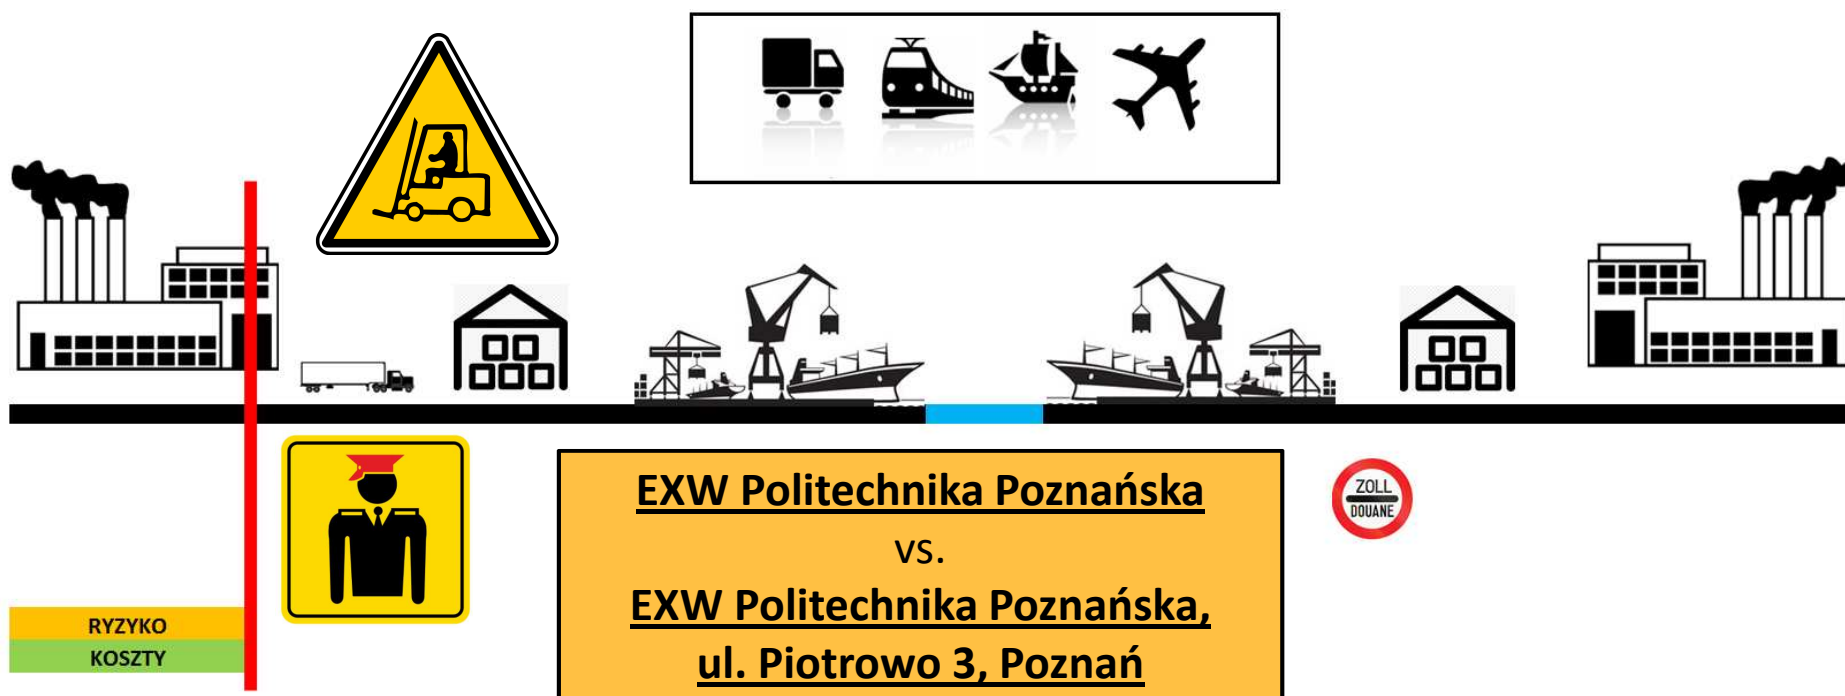 EXW Politechnika Poznańska
vs.
EXW Politechnika Poznańska,
ul. Piotrowo 3, Poznań
ZOLL
DOUANE
RYZYKO
KOSZTY